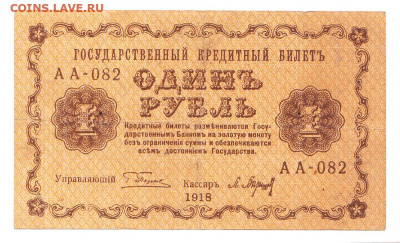 COINS.LAVE.RU
ГОСУДАРСТВЕННЫЙ КРЕДИТНЫЙ БИЛЕТЪ
АА-082
ОДИНЪ
РУБЛЬ
Кредитные билеты размѣниваются Госу-
дарственнымъ Банкомъ на золотую монету
безъ ограниченія суммы и обезпечиваются
всѣмъ достояніемъ Государства.
АА-082
Управляющій
Кассиръ
1918